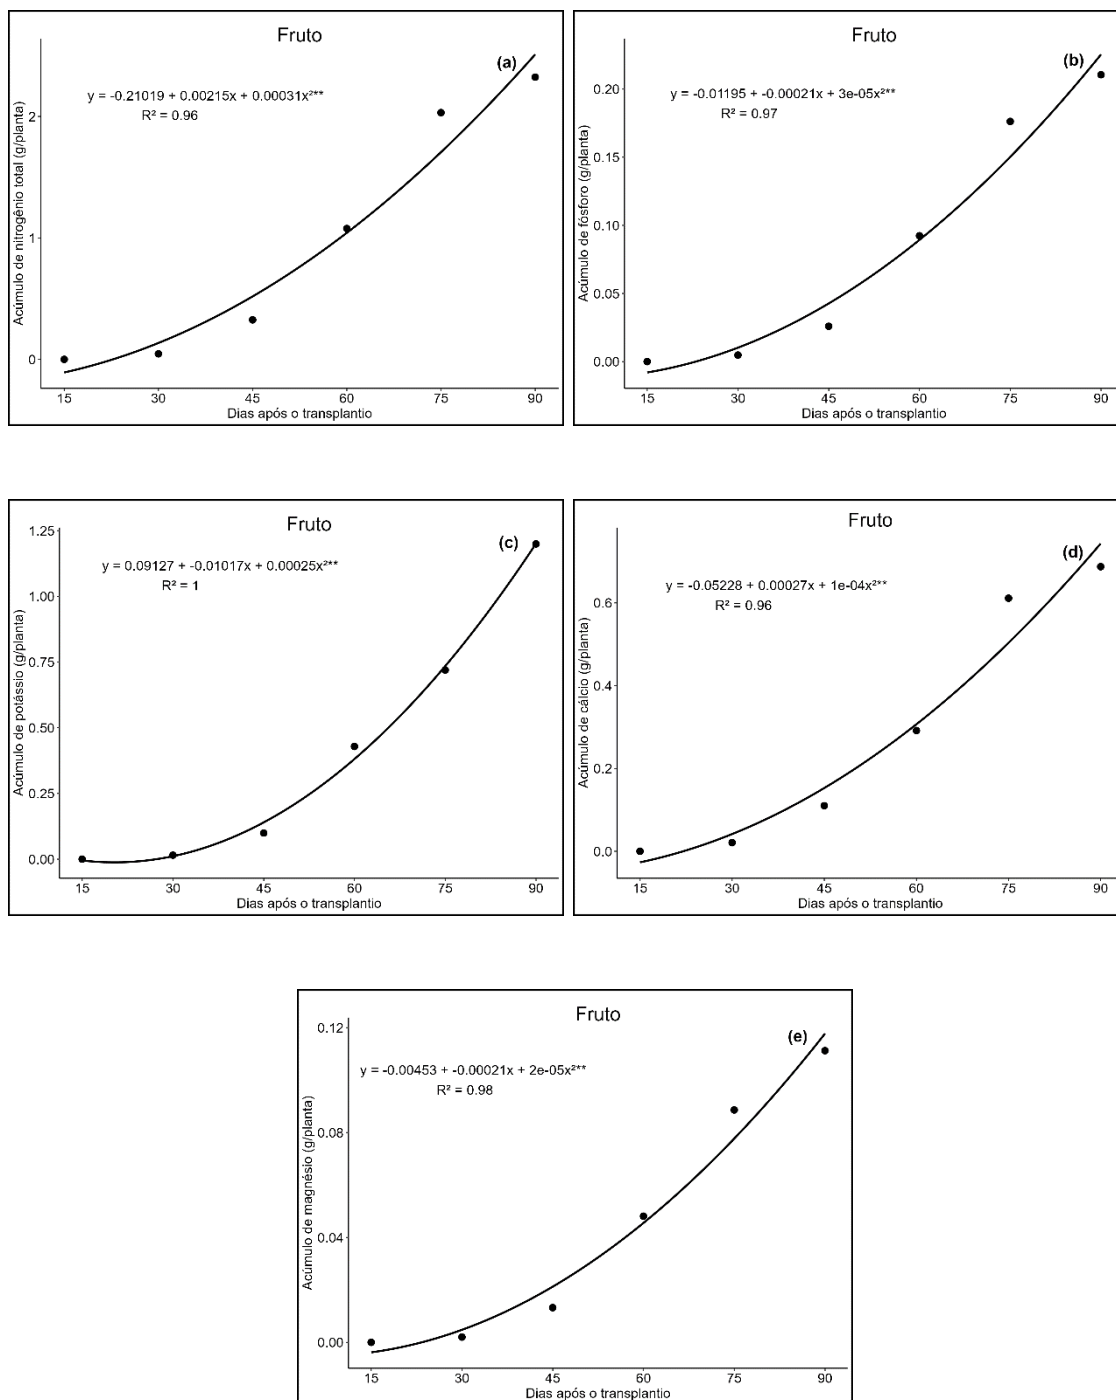 Fruto
(a)
y = -0.21019 + 0.00215x + 0.00031x²**
R² = 0.96
Acúmulo de nitrogênio total (g/planta)
2
1
0
15 30 45 60 75 90
Dias após o transplantio
Fruto
(b)
y = -0.01195 + -0.00021x + 3e-05x²**
R² = 0.97
Acúmulo de fósforo (g/planta)
0.20
0.15
0.10
0.05
0.00
15 30 45 60 75 90
Dias após o transplantio
Fruto
(c)
y = 0.09127 + -0.01017x + 0.00025x²**
R² = 1
Acúmulo de potássio (g/planta)
1.25
1.00
0.75
0.50
0.25
0.00
15 30 45 60 75 90
Dias após o transplantio
Fruto
(d)
y = -0.05228 + 0.00027x + 1e-04x²**
R² = 0.96
Acúmulo de cálcio (g/planta)
0.6
0.4
0.2
0.0
15 30 45 60 75 90
Dias após o transplantio
Fruto
(e)
y = -0.00453 + -0.00021x + 2e-05x²**
R² = 0.98
Acúmulo de magnésio (g/planta)
0.12
0.08
0.04
0.00
15 30 45 60 75 90
Dias após o transplantio